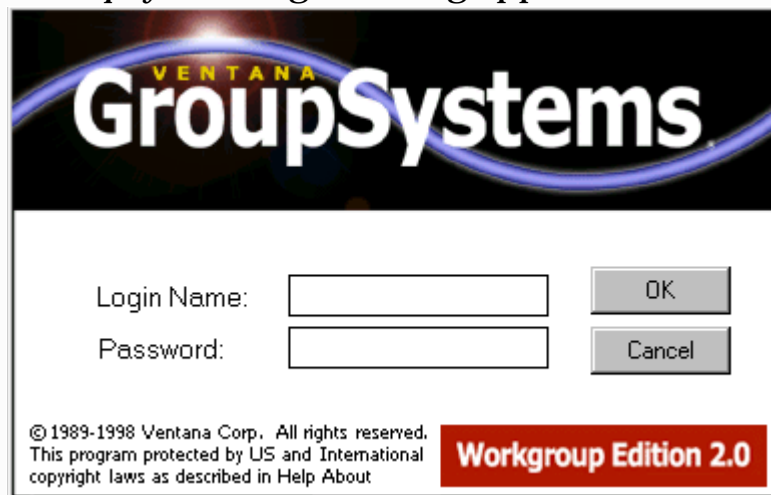 VENTANA
GroupSystems
Login Name:
OK
Password:
Cancel
© 1989-1998 Ventana Corp. All rights reserved.
This program protected by US and International
copyright laws as described in Help About
Workgroup Edition 2.0